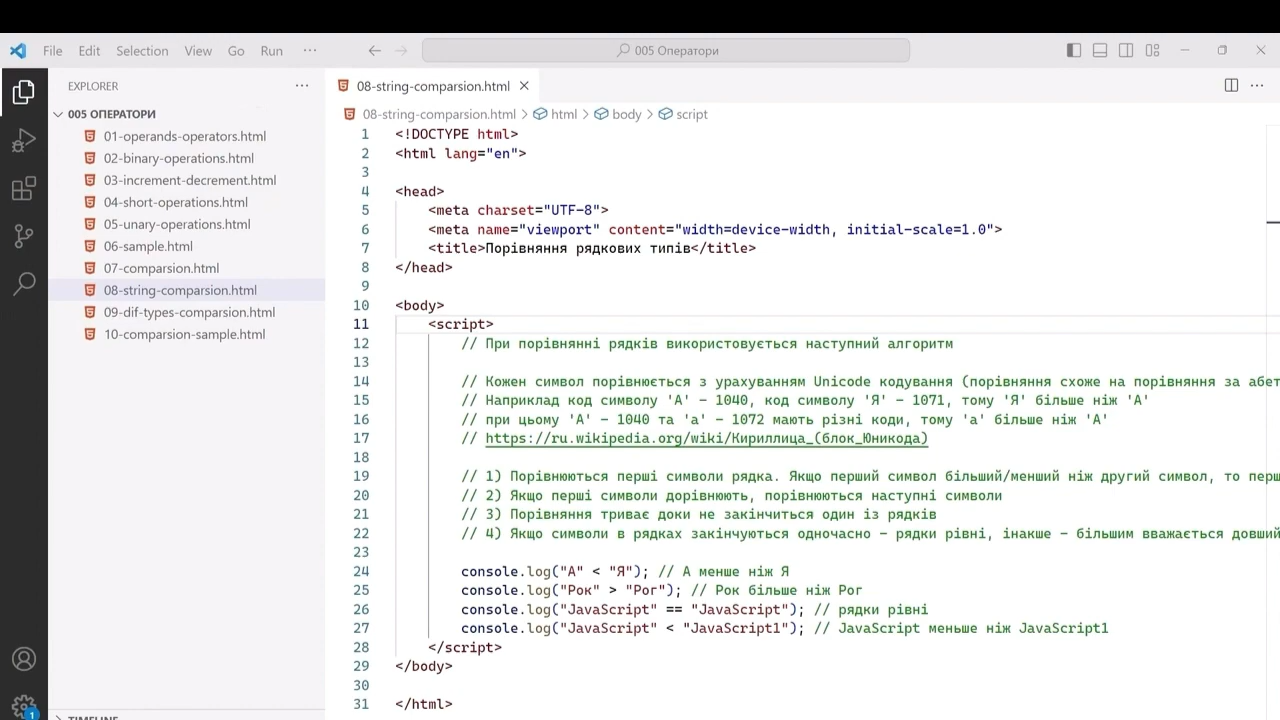 File Edit Selection View Go Run ···
005 Оператори
EXPLORER
005 ОПЕРАТОРИ
01-operands-operators.html
02-binary-operations.html
03-increment-decrement.html
04-short-operations.html
05-unary-operations.html
06-sample.html
07-comparsion.html
08-string-comparsion.html
09-dif-types-comparsion.html
10-comparsion-sample.html
TIMELINE
1
08-string-comparsion.html
08-string-comparsion.html > html > body > script
1 <!DOCTYPE html>
2 <html lang="en">
3
4 <head>
5 <meta charset="UTF-8">
6 <meta name="viewport" content="width=device-width, initial-scale=1.0">
7 <title>Порівняння рядкових типів</title>
8 </head>
9
10 <body>
11 <script>
12 // При порівнянні рядків використовується наступний алгоритм
13
14 // Кожен символ порівнюється з урахуванням Unicode кодування (порівняння схоже на порівняння за абет
15 // Наприклад код символу 'А' - 1040, код символу 'Я' - 1071, тому 'Я' більше ніж 'А'
16 // при цьому 'А' - 1040 та 'а' - 1072 мають різні коди, тому 'а' більше ніж 'А'
17 // https://ru.wikipedia.org/wiki/Кириллица_(блок_Юникода)
18
19 // 1) Порівнюються перші символи рядка. Якщо перший символ більший/менший ніж другий символ, то перш
20 // 2) Якщо перші символи дорівнюють, порівнюються наступні символи
21 // 3) Порівняння триває доки не закінчиться один із рядків
22 // 4) Якщо символи в рядках закінчуються одночасно - рядки рівні, інакше - більшим вважається довший
23
24 console.log("А" < "Я"); // А менше ніж Я
25 console.log("Рок" > "Рог"); // Рок більше ніж Рог
26 console.log("JavaScript" == "JavaScript"); // рядки рівні
27 console.log("JavaScript" < "JavaScript1"); // JavaScript меньше ніж JavaScript1
28 </script>
29 </body>
30
31 </html>